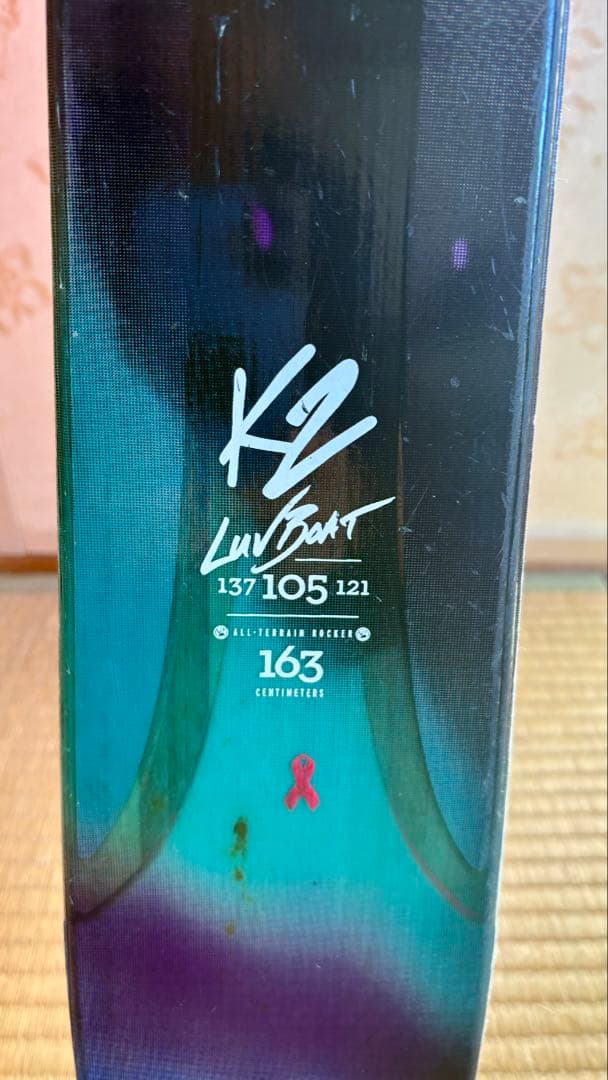 K2
LUVBOAT
137 105 121
ALL-TERRAIN ROCKER
163
CENTIMETERS